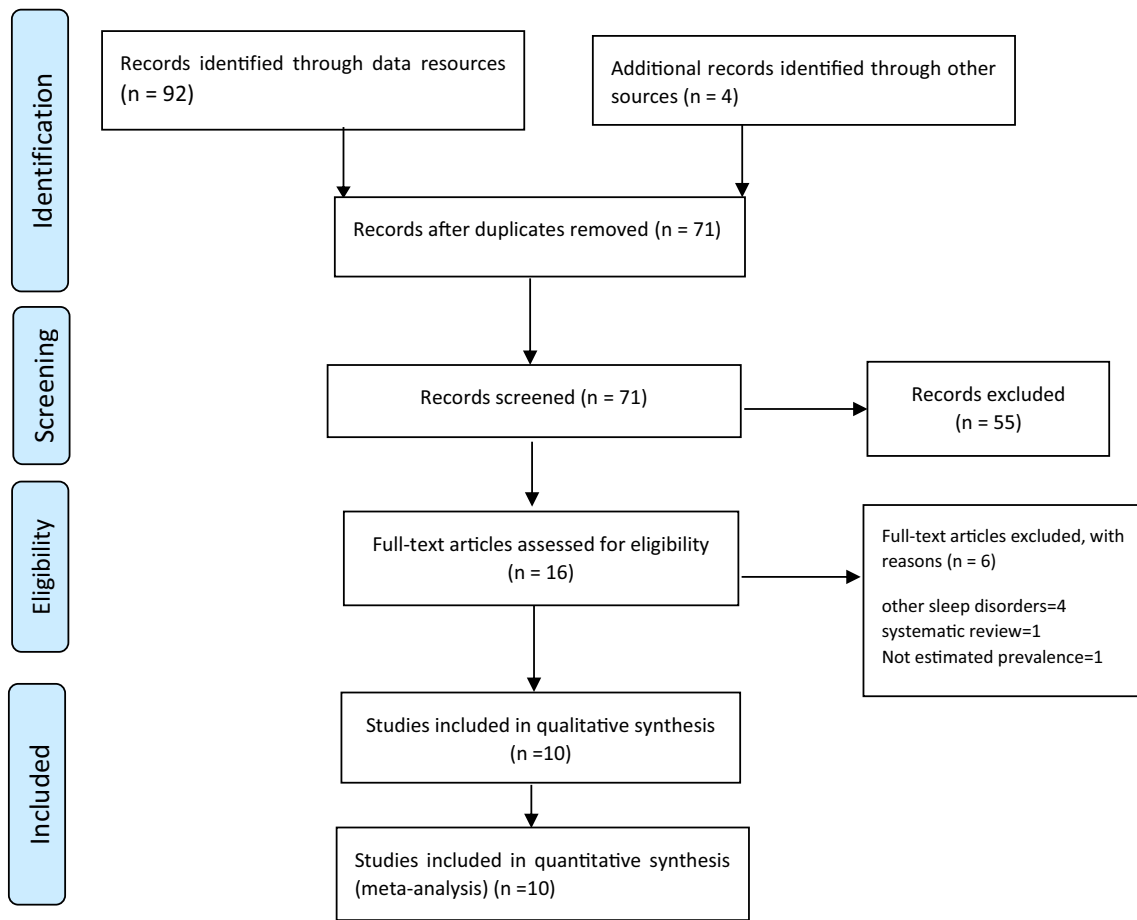 Identification
Records identified through data resources
(n = 92)
Additional records identified through other
sources (n = 4)
Records after duplicates removed (n = 71)
Screening
Records screened (n = 71)
Records excluded
(n = 55)
Eligibility
Full-text articles assessed for eligibility
(n = 16)
Full-text articles excluded, with
reasons (n = 6)
other sleep disorders=4
systematic review=1
Not estimated prevalence=1
Included
Studies included in qualitative synthesis
(n =10)
Studies included in quantitative synthesis
(meta-analysis) (n =10)